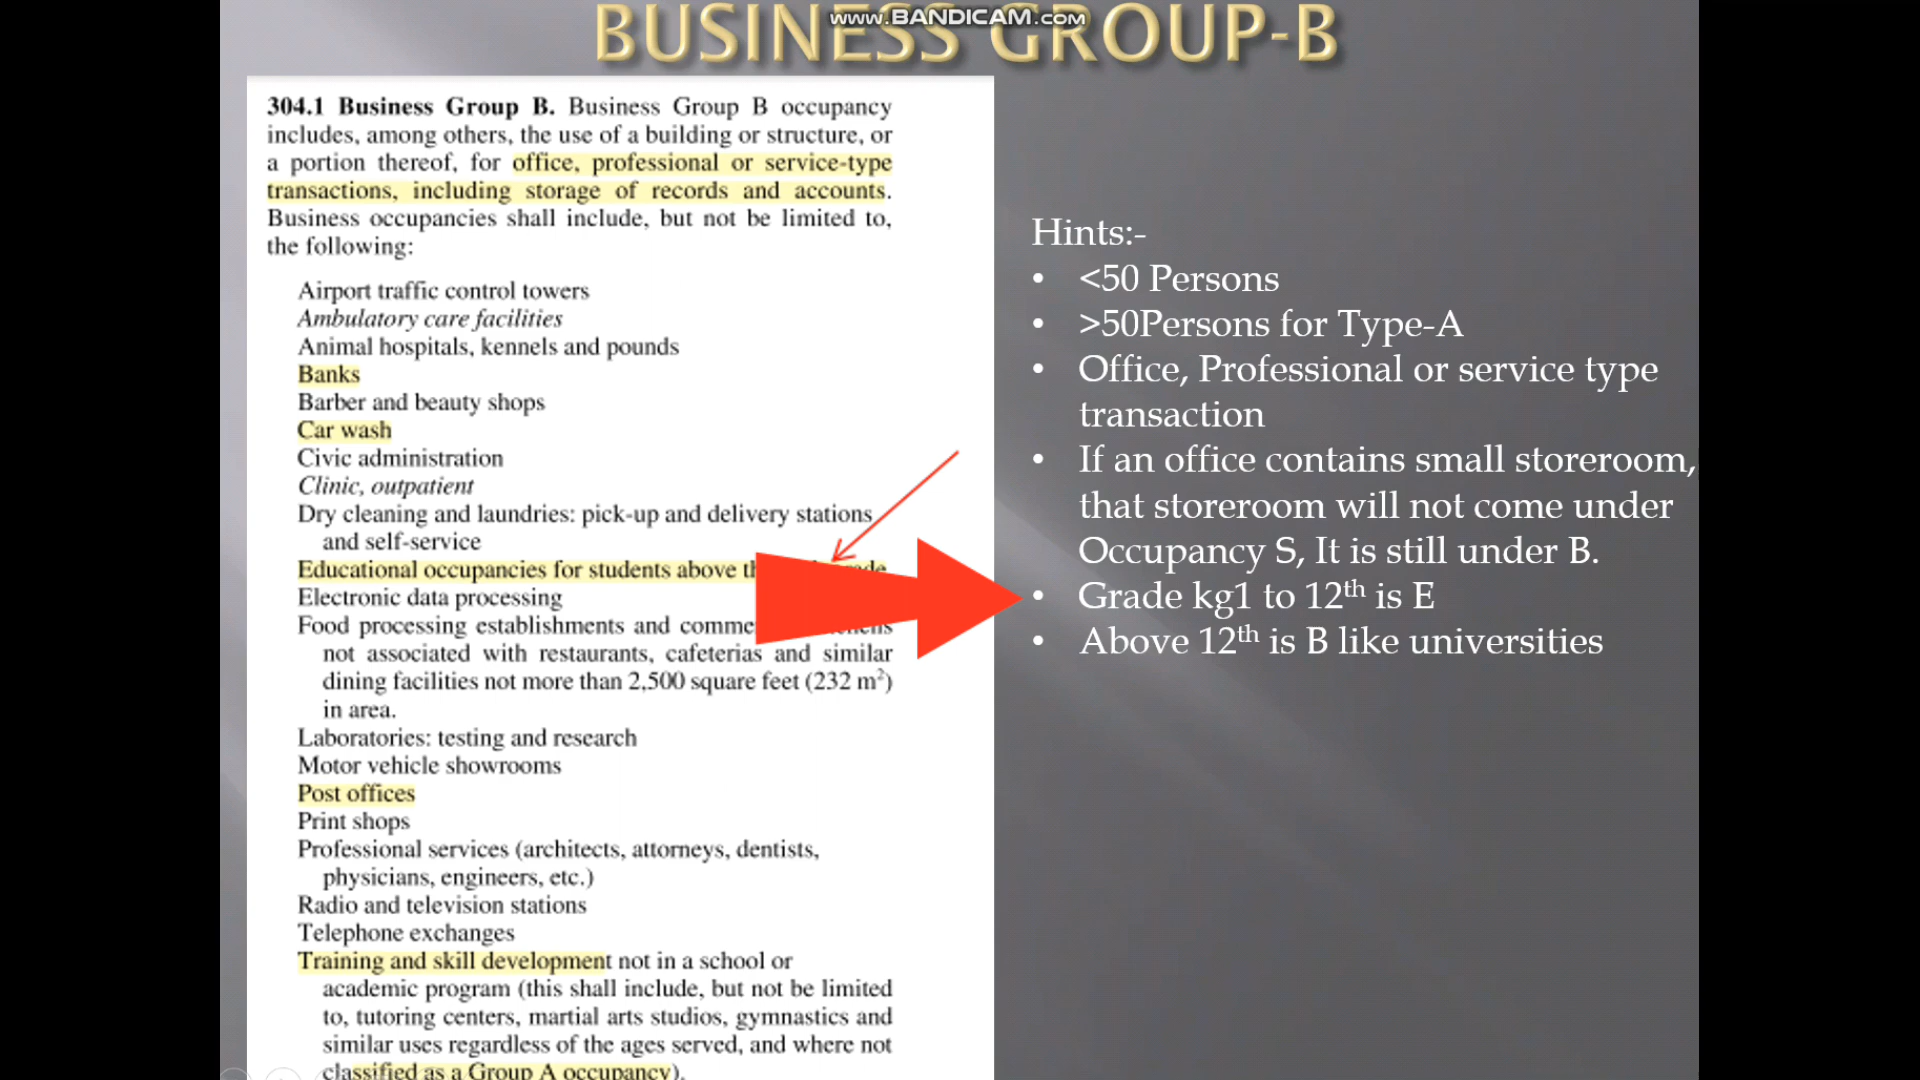 BUSINESS GROUP-B
www.BANDICAM.com
304.1 Business Group B. Business Group B occupancy
includes, among others, the use of a building or structure, or
a portion thereof, for office, professional or service-type
transactions, including storage of records and accounts.
Business occupancies shall include, but not be limited to,
the following:
Airport traffic control towers
Ambulatory care facilities
Animal hospitals, kennels and pounds
Banks
Barber and beauty shops
Car wash
Civic administration
Clinic, outpatient
Dry cleaning and laundries: pick-up and delivery stations
and self-service
Educational occupancies for students above
Electronic data processing
Food processing establishments and
not associated with restaurants, cafeterias and similar
dining facilities not more than 2,500 square feet (232 m²)
in area.
Laboratories: testing and research
Motor vehicle showrooms
Post offices
Print shops
Professional services (architects, attorneys, dentists,
physicians, engineers, etc.)
Radio and television stations
Telephone exchanges
Training and skill development not in a school or
academic program (this shall include, but not be limited
to, tutoring centers, martial arts studios, gymnastics and
similar uses regardless of the ages served, and where not
classified as a Group A occupancy).
Hints:-
• <50 Persons
• >50Persons for Type-A
• Office, Professional or service type
transaction
• If an office contains small storeroom,
that storeroom will not come under
Occupancy S, It is still under B.
• Grade kg1 to 12th is E
• Above 12th is B like universities